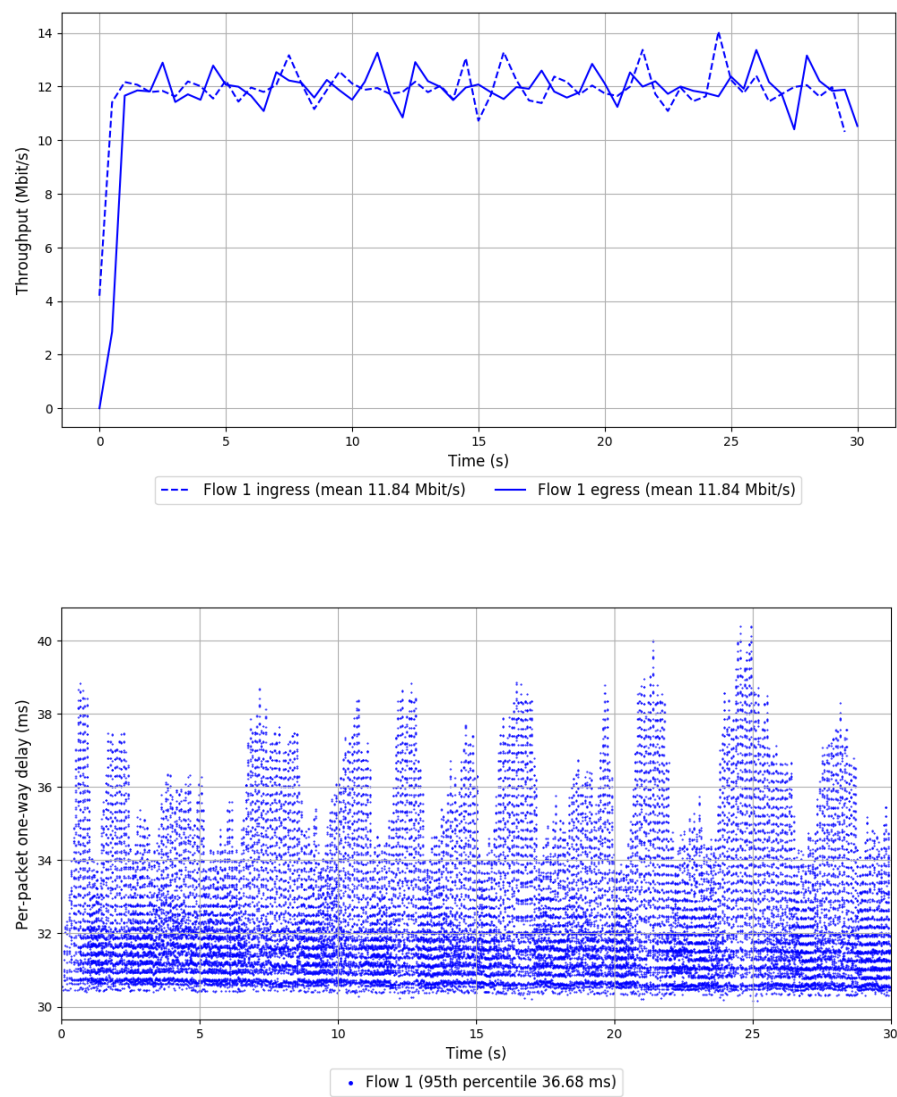 14
12
10
8
6
4
2
0
Throughput (Mbit/s)
0 5 10 15 20 25 30
Time (s)
Flow 1 ingress (mean 11.84 Mbit/s) Flow 1 egress (mean 11.84 Mbit/s)
40
38
36
34
32
30
Per-packet one-way delay (ms)
0 5 10 15 20 25 30
Time (s)
Flow 1 (95th percentile 36.68 ms)